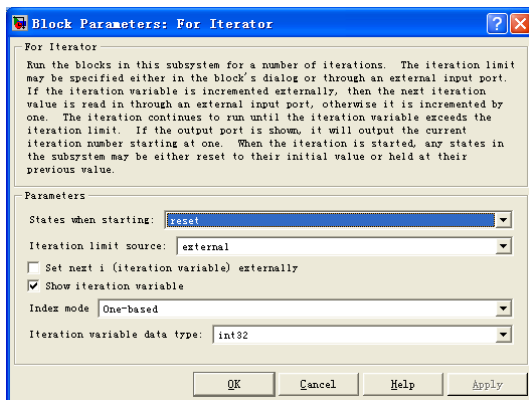 Block Parameters: For Iterator
For Iterator
Run the blocks in this subsystem for a number of iterations.  The iteration limit
may be specified either in the block's dialog or through an external input port.
If the iteration variable is incremented externally, then the next iteration
value is read in through an external input port, otherwise it is incremented by
one.  The iteration continues to run until the iteration variable exceeds the
iteration limit.  If the output port is shown, it will output the current
iteration number starting at one.  When the iteration is started, any states in
the subsystem may be either reset to their initial value or held at their
previous value.
Parameters
States when starting: reset
Iteration limit source: external
Set next i (iteration variable) externally
Show iteration variable
Index mode One-based
Iteration variable data type: int32
OK Cancel Help Apply